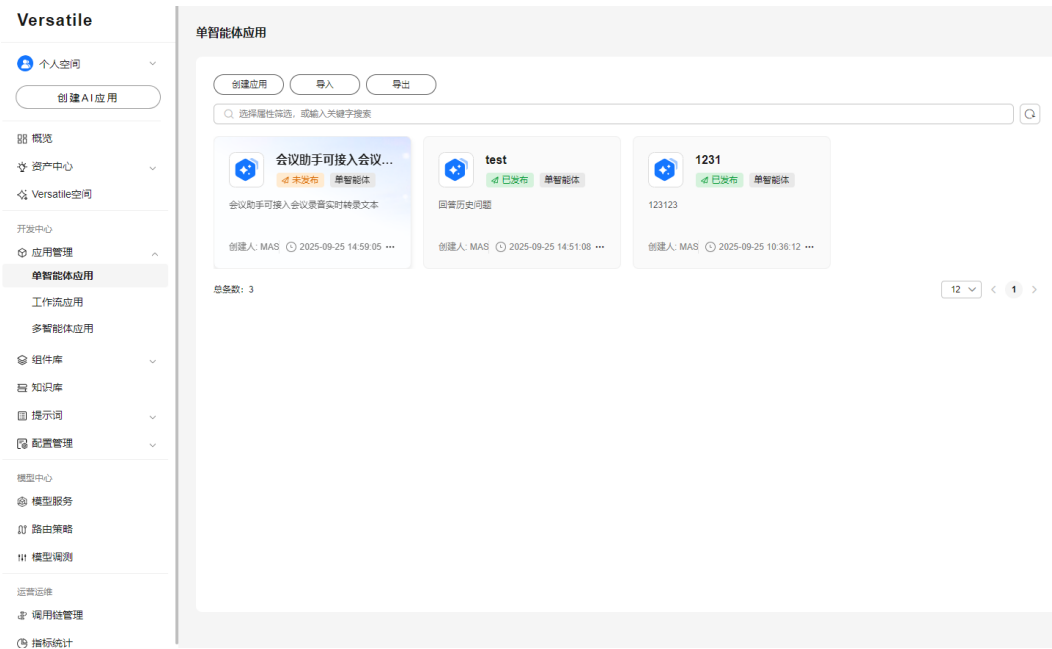 Versatile
个人空间
创建AI应用
概览
资产中心
Versatile空间
开发中心
应用管理
单智能体应用
工作流应用
多智能体应用
组件库
知识库
提示词
配置管理
模型中心
模型服务
路由策略
模型调测
运营运维
调用链管理
指标统计
单智能体应用
创建应用 导入 导出
选择属性筛选，或输入关键字搜索
会议助手可接入会议...
未发布 单智能体
会议助手可接入会议录音实时转录文本
创建人: MAS 2025-09-25 14:59:05 ···
test
已发布 单智能体
回答历史问题
创建人: MAS 2025-09-25 14:51:08 ···
1231
已发布 单智能体
123123
创建人: MAS 2025-09-25 10:36:12 ···
总条数: 3
12 < 1 >